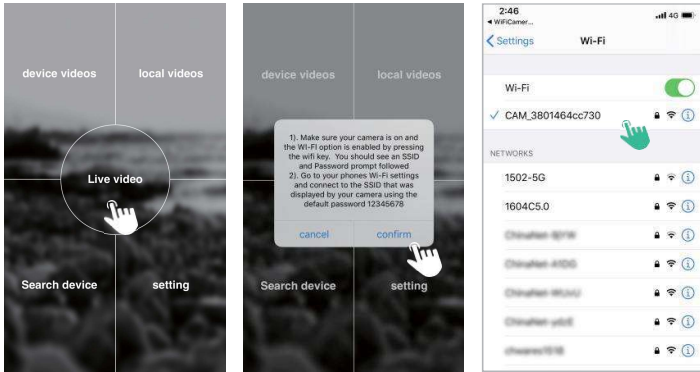 device videos
local videos
Live video
Search device
setting
device videos
local videos
1). Make sure your camera is on and
the WI-FI option is enabled by pressing
the wifi key. You should see an SSID
and Password prompt followed
2). Go to your phones Wi-Fi settings
and connect to the SSID that was
displayed by your camera using the
default password 12345678
cancel
confirm
Search device
setting
2:46
4G
◀ WiFiCamer...
Settings
Wi-Fi
Wi-Fi
CAM_3801464cc730
NETWORKS
1502-5G
1604C5.0